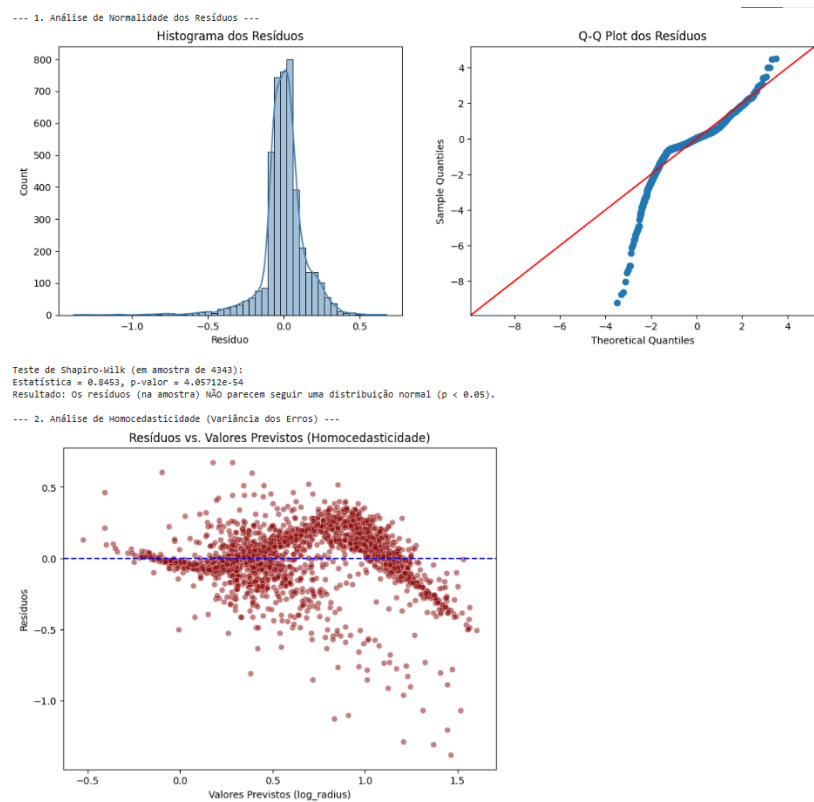 --- 1. Análise de Normalidade dos Resíduos ---
Histograma dos Resíduos
800
700
600
500
400
300
200
100
0
Count
−1.0
−0.5
0.0
0.5
Resíduo
Q-Q Plot dos Resíduos
4
2
0
−2
−4
−6
−8
Sample Quantiles
−8
−6
−4
−2
0
2
4
Theoretical Quantiles
Teste de Shapiro-Wilk (em amostra de 4343):
Estatística = 0.8453, p-valor = 4.05712e-54
Resultado: Os resíduos (na amostra) NÃO parecem seguir uma distribuição normal (p < 0.05).
--- 2. Análise de Homocedasticidade (Variância dos Erros) ---
Resíduos vs. Valores Previstos (Homocedasticidade)
0.5
0.0
−0.5
−1.0
Resíduos
−0.5
0.0
0.5
1.0
1.5
Valores Previstos (log_radius)